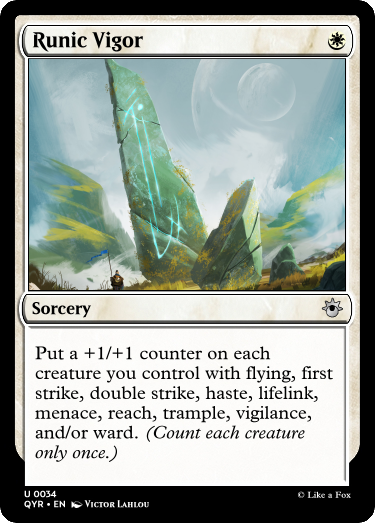 Runic Vigor
Sorcery
Put a +1/+1 counter on each
creature you control with flying, first
strike, double strike, haste, lifelink,
menace, reach, trample, vigilance,
and/or ward. (Count each creature
only once.)
U 0034
QYR • EN Victor Lahlou
© Like a Fox